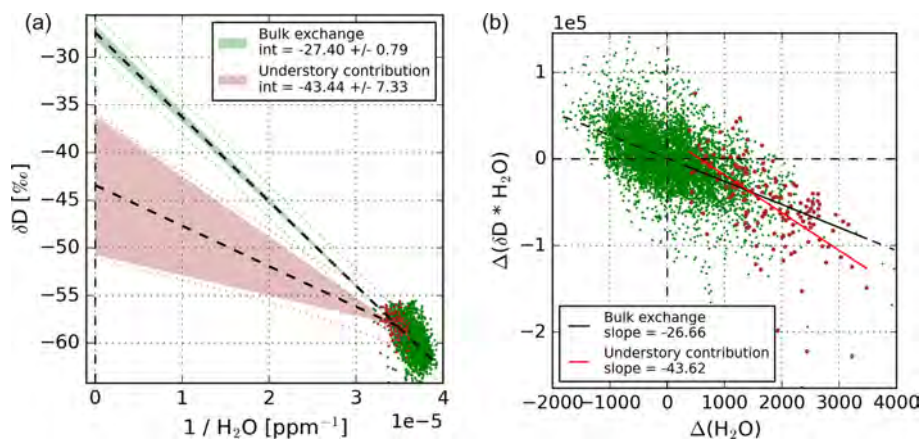 (a)
Bulk exchange
int = -27.40 +/- 0.79
Understory contribution
int = -43.44 +/- 7.33
δD [‰]
−30
−35
−40
−45
−50
−55
−60
0
1
2
3
4
1e−5
1 / H₂O [ppm⁻¹]
(b)
1e5
Δ(δD * H₂O)
1
0
−1
−2
Bulk exchange
slope = -26.66
Understory contribution
slope = -43.62
−2000
−1000
0
1000
2000
3000
4000
Δ(H₂O)